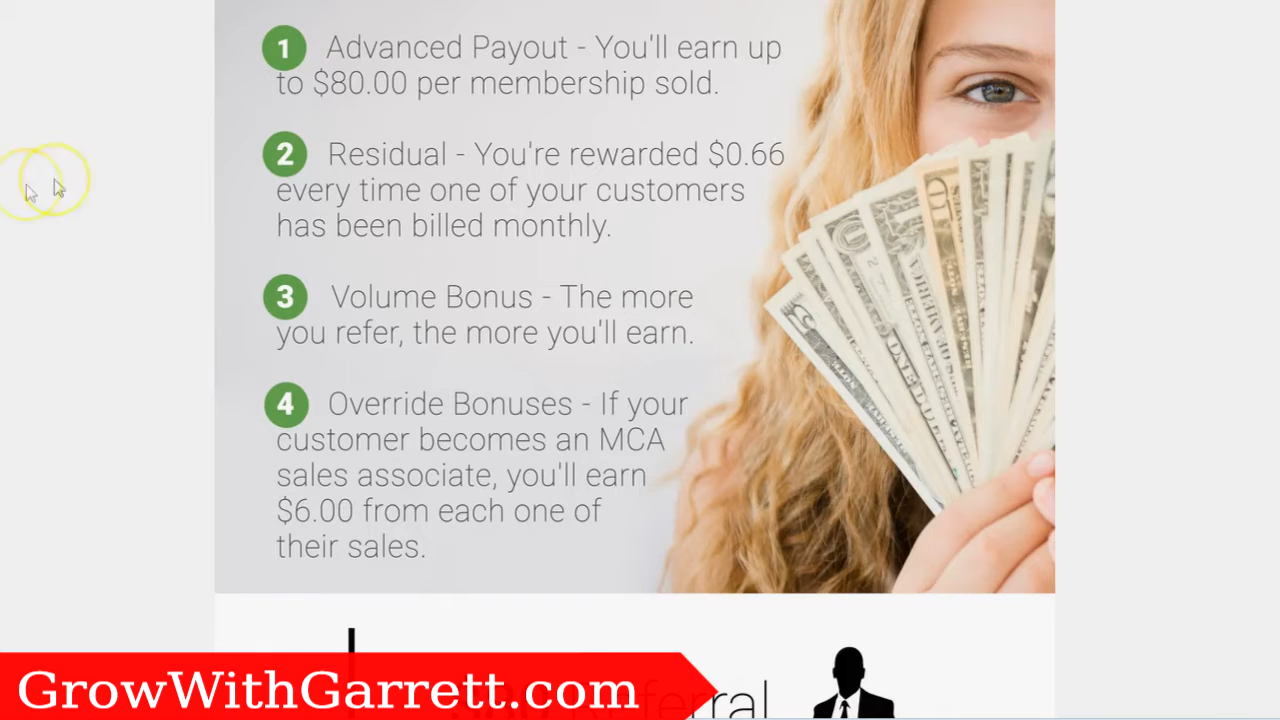 1 Advanced Payout - You'll earn up
to $80.00 per membership sold.
2 Residual - You're rewarded $0.66
every time one of your customers
has been billed monthly.
3 Volume Bonus - The more
you refer, the more you'll earn.
4 Override Bonuses - If your
customer becomes an MCA
sales associate, you'll earn
$6.00 from each one of
their sales.
GrowWithGarrett.com